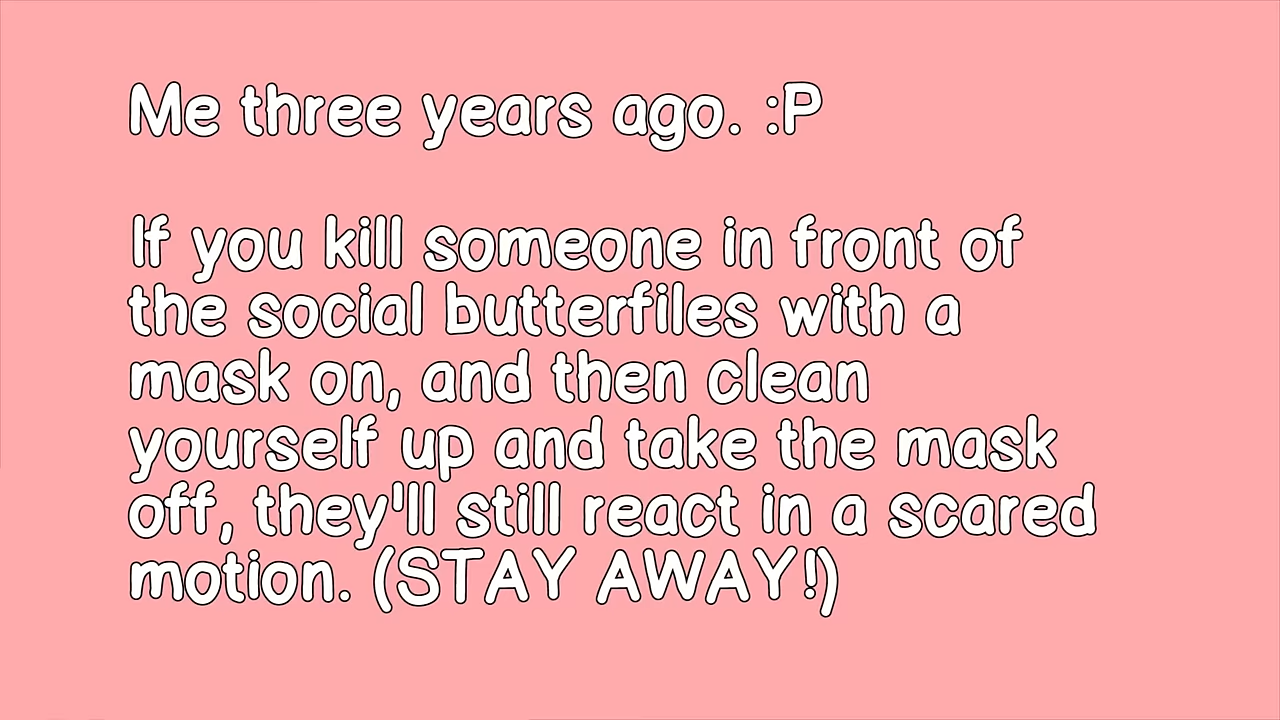 Me three years ago. :P
If you kill someone in front of
the social butterfiles with a
mask on, and then clean
yourself up and take the mask
off, they'll still react in a scared
motion. (STAY AWAY!)